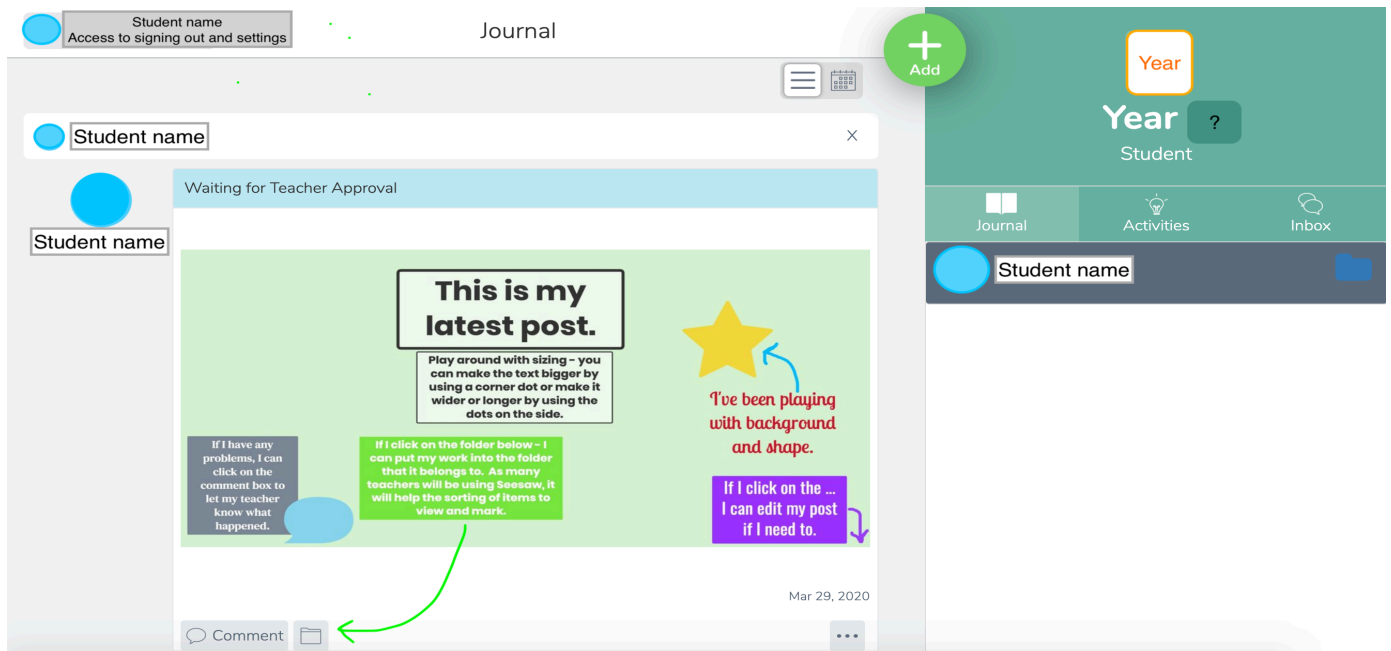 Student name
Access to signing out and settings
Journal
Add
Year
Year ?
Student
Student name
X
Student name
Waiting for Teacher Approval
Journal
Activities
Inbox
Student name
This is my
latest post.
Play around with sizing - you
can make the text bigger by
using a corner dot or make it
wider or longer by using the
dots on the side.
I've been playing
with background
and shape.
If I have any
problems, I can
click on the
comment box to
let my teacher
know what
happened.
If I click on the folder below - I
can put my work into the folder
that it belongs to. As many
teachers will be using Seesaw, it
will help the sorting of items to
view and mark.
If I click on the ...
I can edit my post
if I need to.
Mar 29, 2020
Comment
...